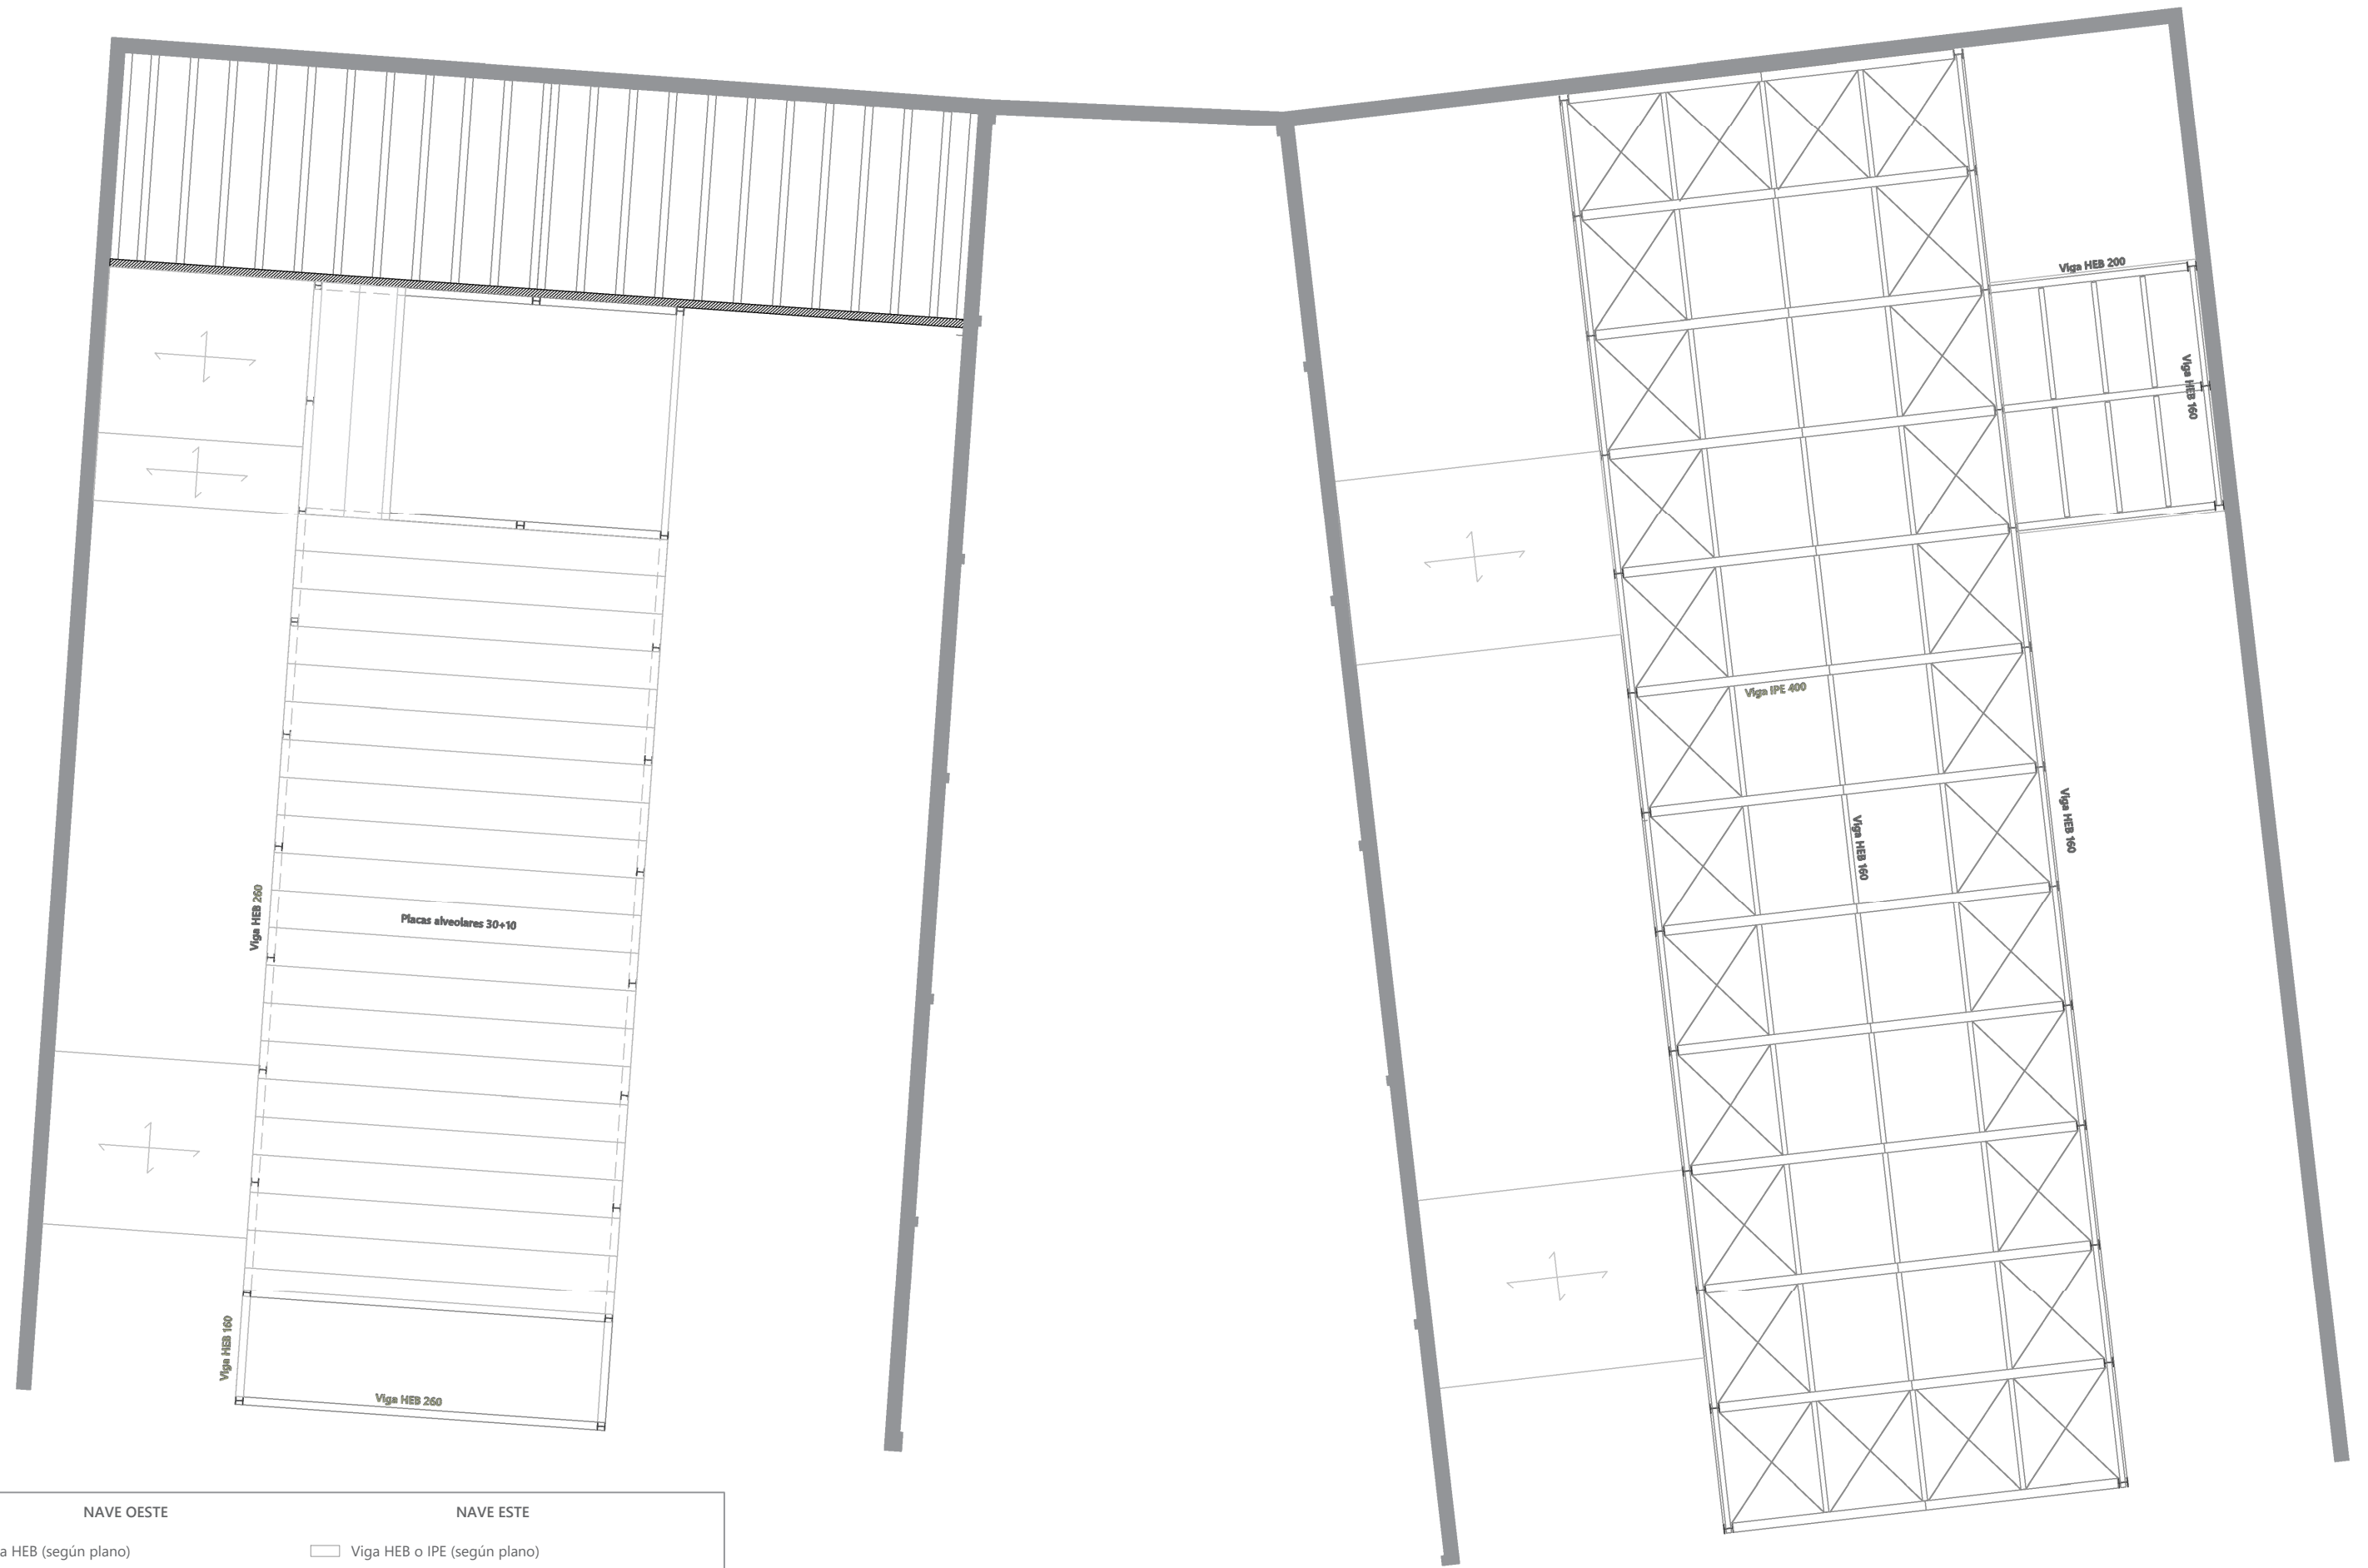 Viga HEB 200
Viga HEB 160
Viga IPE 400
Viga HEB 160
Viga HEB 160
Viga HEB 260
Placas alveolares 30+10
Viga HEB 160
Viga HEB 260
NAVE OESTE
NAVE ESTE
a HEB (según plano)
Viga HEB o IPE (según plano)